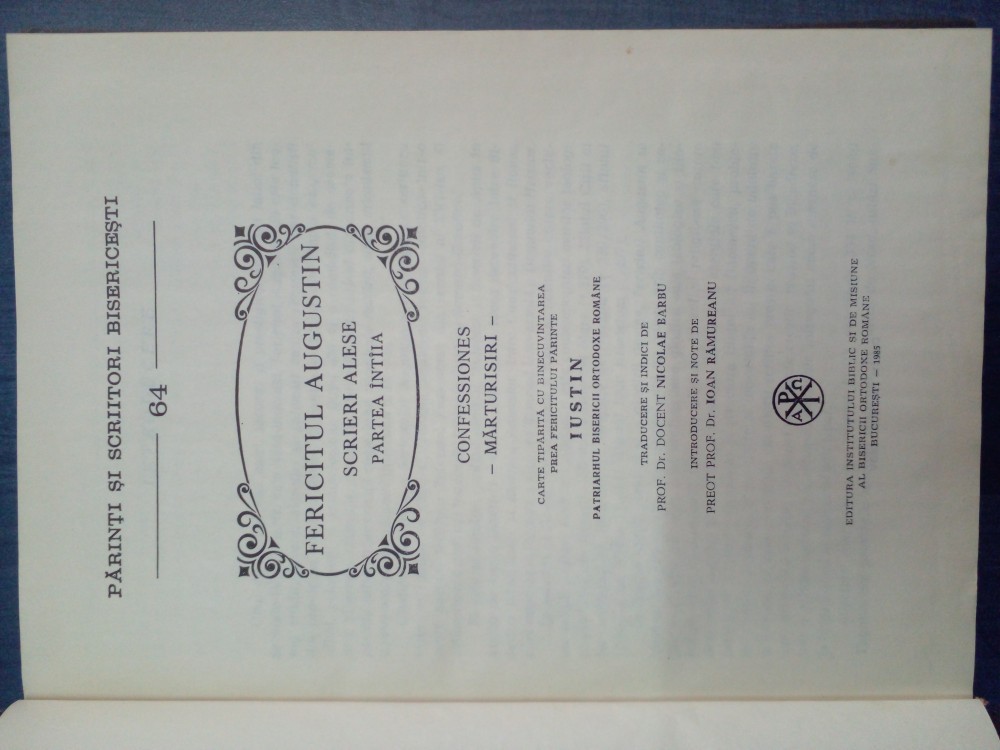 PĂRINȚI ȘI SCRIITORI BISERICEȘTI
64
FERICITUL AUGUSTIN
SCRIERI ALESE
PARTEA ÎNTÎIA
CONFESSIONES
– MĂRTURISIRI –
CARTE TIPĂRITĂ CU BINECUVÎNTAREA
PREA FERICITULUI PĂRINTE
IUSTIN
PATRIARHUL BISERICII ORTODOXE ROMÂNE
TRADUCERE ȘI INDICI DE
PROF. Dr. DOCENT NICOLAE BARBU
INTRODUCERE ȘI NOTE DE
PREOT PROF. Dr. IOAN RĂMUREANU
A Ω
EDITURA INSTITUTULUI BIBLIC SI DE MISIUNE
AL BISERICII ORTODOXE ROMÂNE
BUCUREȘTI — 1985